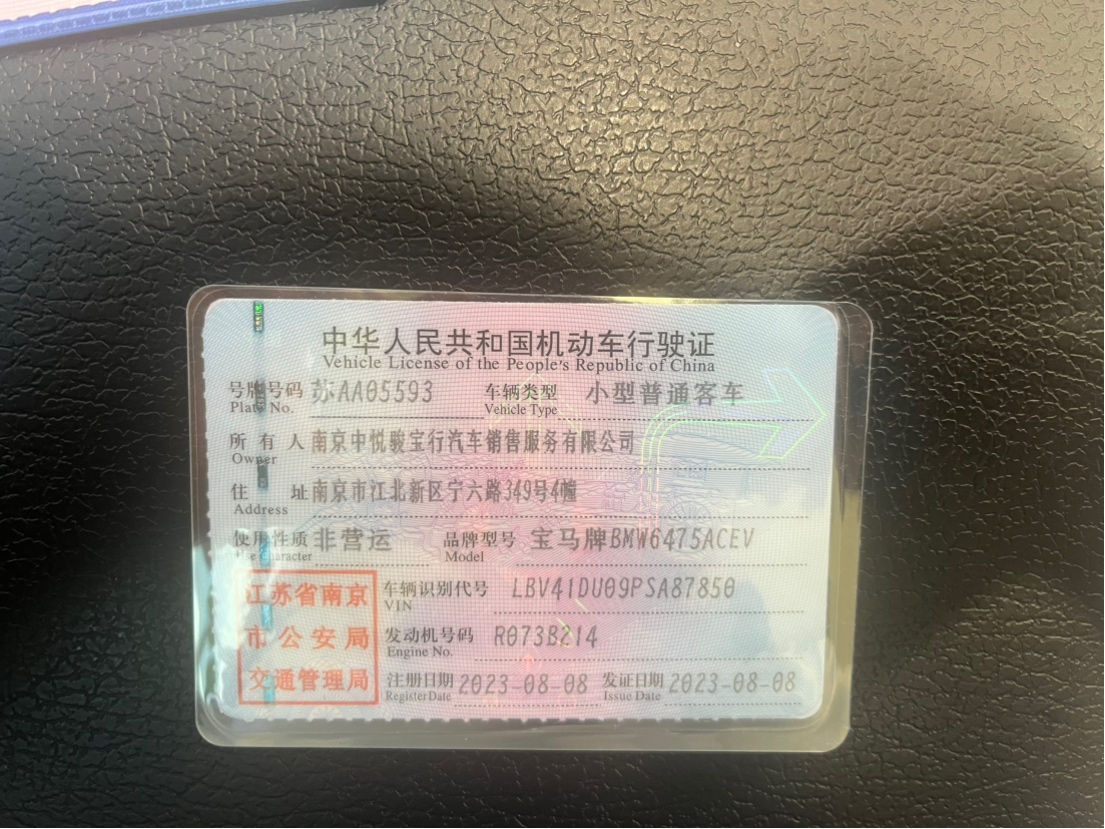 中华人民共和国机动车行驶证
Vehicle License of the People's Republic of China
号牌号码 苏AA05593 车辆类型 小型普通客车
Plate No. Vehicle Type
所有人 南京中悦骏宝行汽车销售服务有限公司
Owner
住址 南京市江北新区宁六路349号4幢
Address
使用性质 非营运 品牌型号 宝马牌BMW6475ACEV
Use Character Model
江苏省南京市公安局交通管理局
车辆识别代号 LBV41DU09PSA87850
VIN
发动机号码 R073B214
Engine No.
注册日期 2023-08-08 发证日期 2023-08-08
Register Date Issue Date